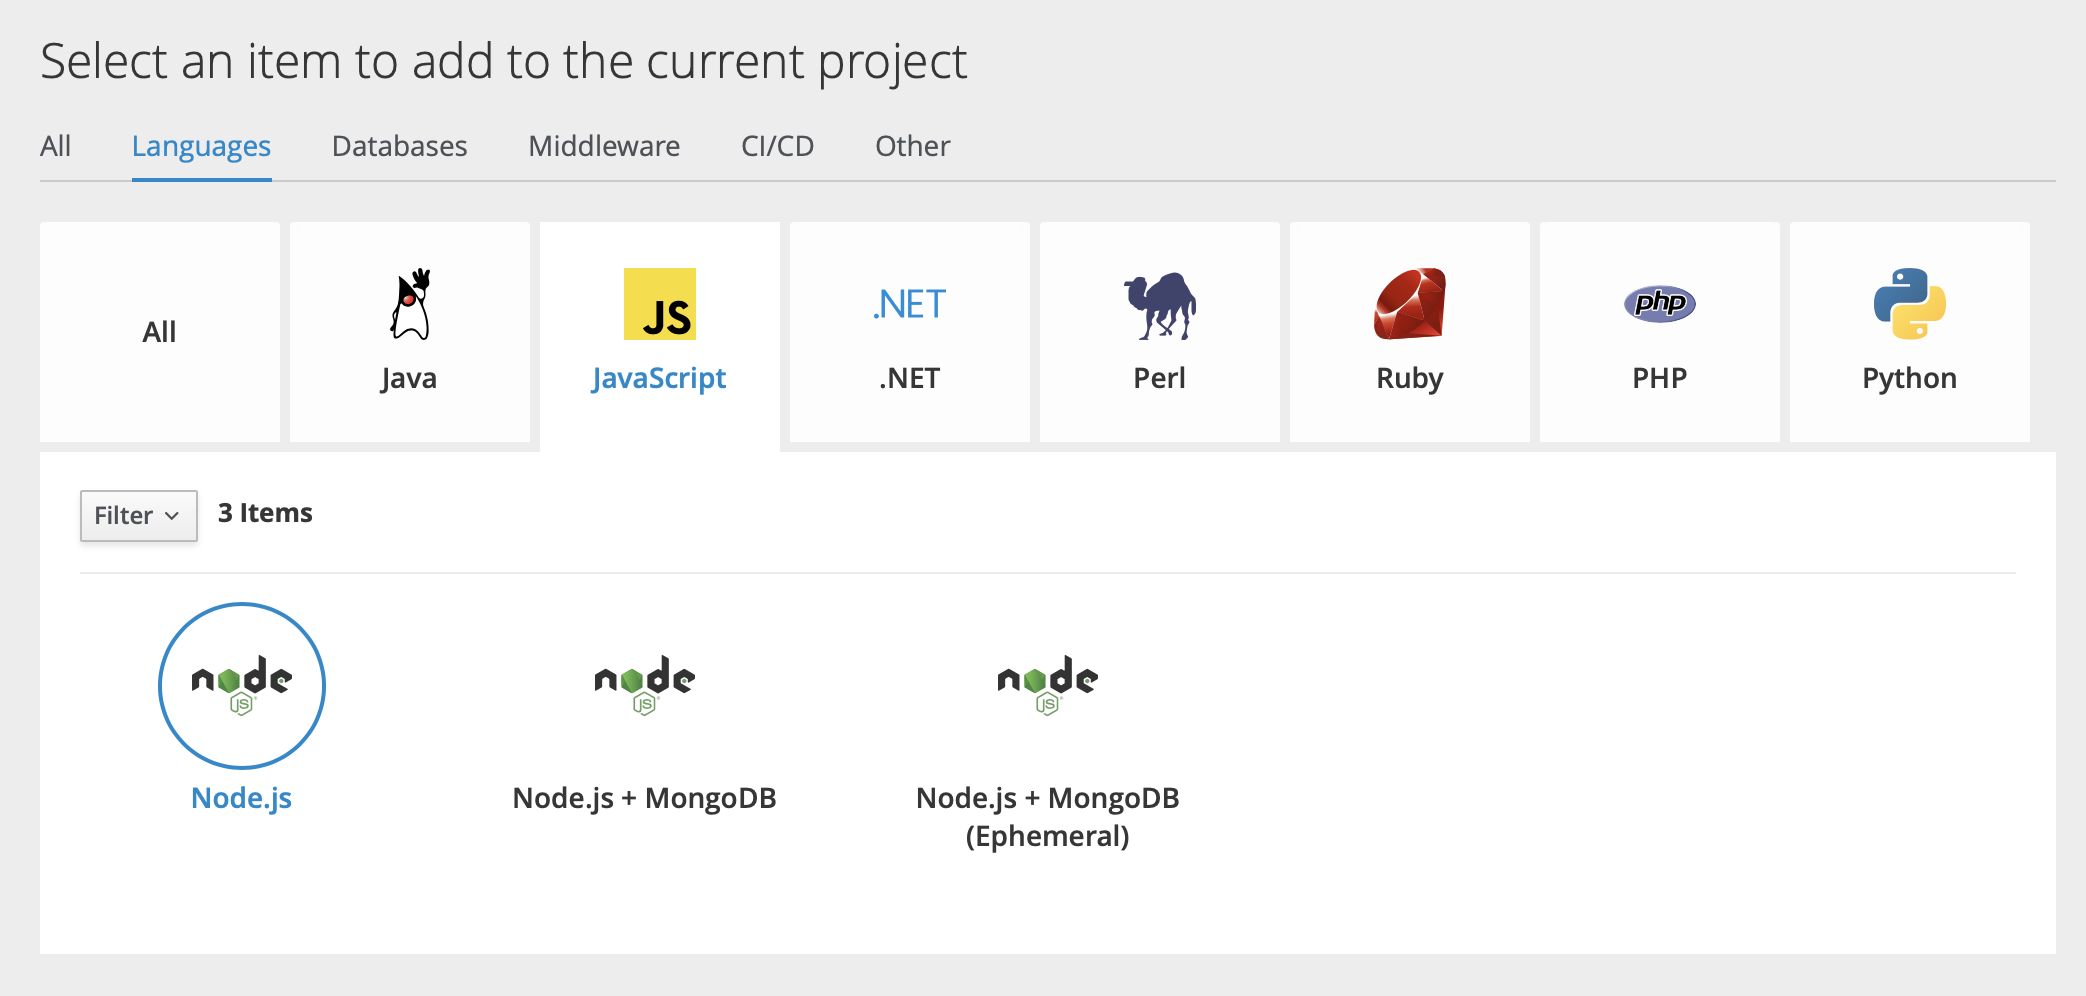 Select an item to add to the current project
All Languages Databases Middleware CI/CD Other
JS .NET php
All Java JavaScript .NET Perl Ruby PHP Python
Filter 3 Items
node node node
JS JS JS
Node.js Node.js + MongoDB Node.js + MongoDB
(Ephemeral)